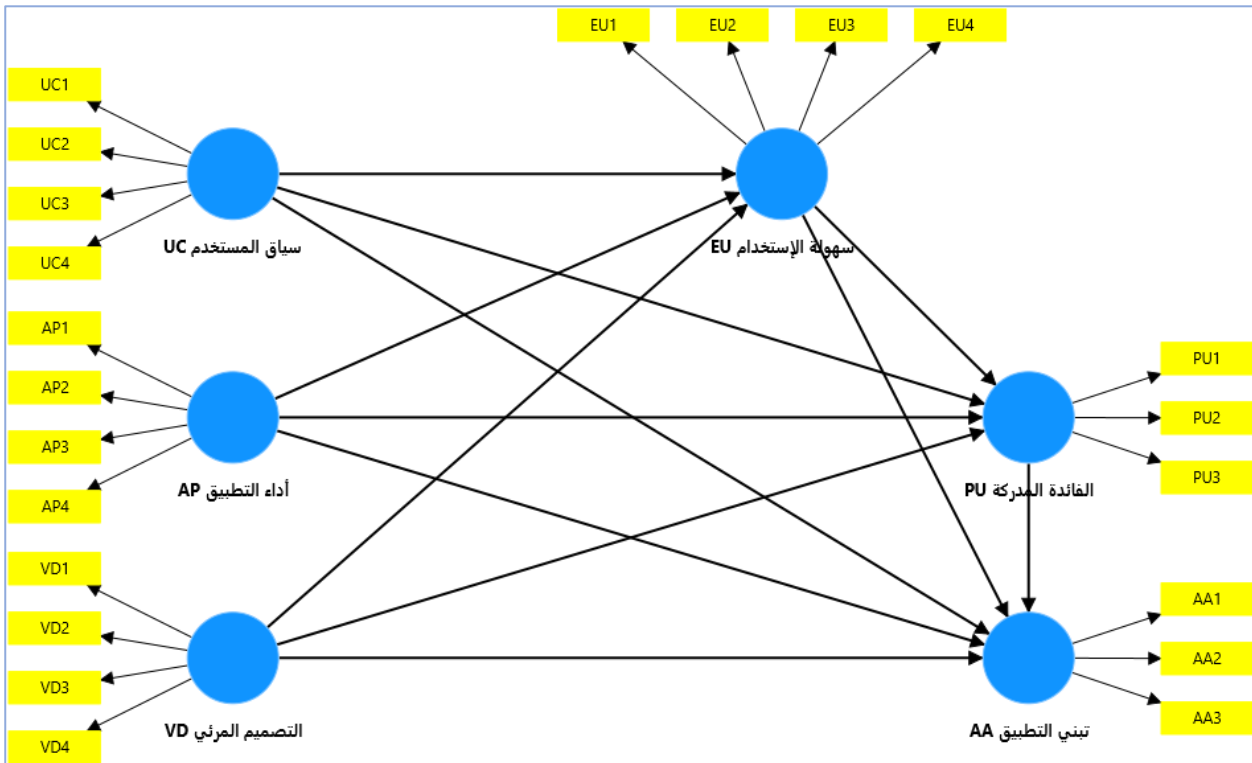 EU1
EU2
EU3
EU4
UC1
UC2
UC3
UC4
سياق المستخدم UC
سهولة الإستخدام EU
AP1
AP2
AP3
AP4
أداء التطبيق AP
PU1
PU2
PU3
الفائدة المدركة PU
VD1
VD2
VD3
VD4
التصميم المرئي VD
AA1
AA2
AA3
تبني التطبيق AA